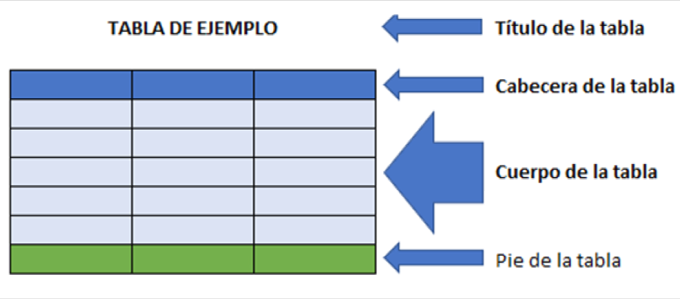 TABLA DE EJEMPLO
Título de la tabla
Cabecera de la tabla
Cuerpo de la tabla
Pie de la tabla